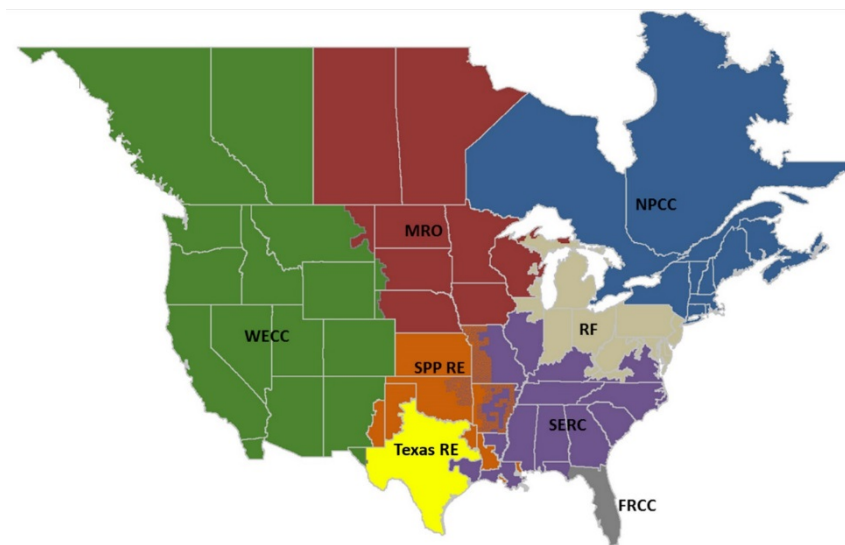 NPCC
MRO
RF
WECC
SPP RE
SERC
Texas RE
FRCC